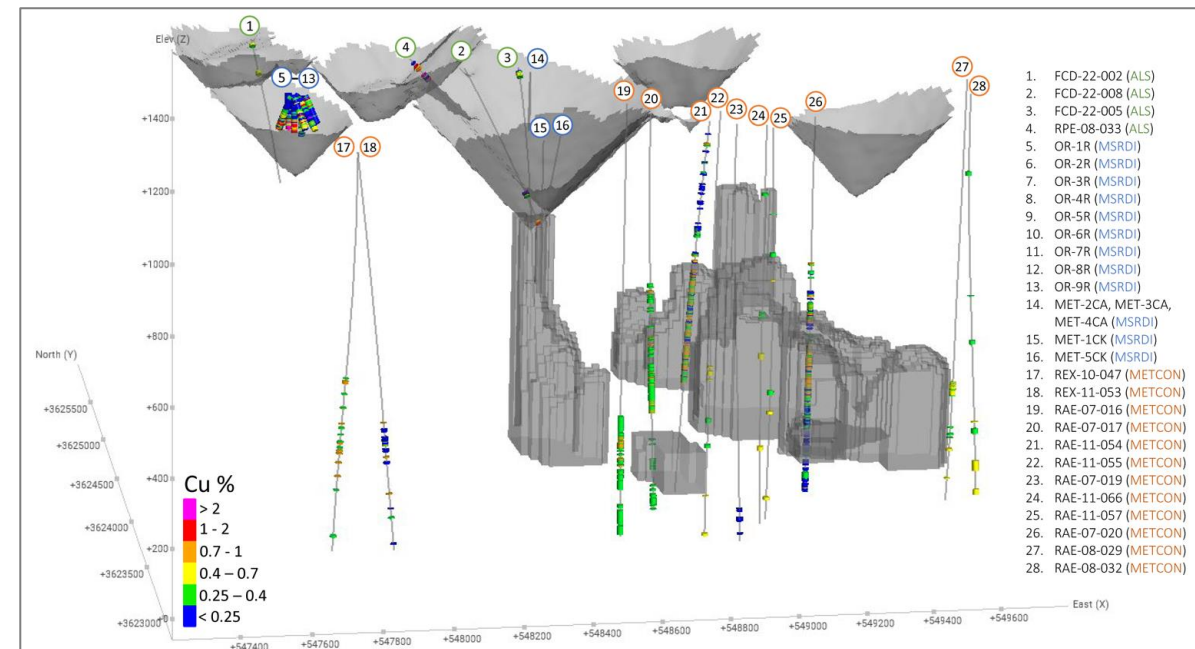 1
4
2
3
14
5
13
15
16
17
18
19
20
21
22
23
24
25
26
27
28
Elev (Z)
+1400
+1200
+1000
+800
+600
+400
+200
+0
North (Y)
+3625500
+3625000
+3624500
+3624000
+3623500
+3623000
+547400
+547600
+547800
+548000
+548200
+548400
+548600
+548800
+549000
+549200
+549400
+549600
East (X)
Cu %
> 2
1 - 2
0.7 - 1
0.4 – 0.7
0.25 – 0.4
< 0.25
1. FCD-22-002 (ALS)
2. FCD-22-008 (ALS)
3. FCD-22-005 (ALS)
4. RPE-08-033 (ALS)
5. OR-1R (MSRDI)
6. OR-2R (MSRDI)
7. OR-3R (MSRDI)
8. OR-4R (MSRDI)
9. OR-5R (MSRDI)
10. OR-6R (MSRDI)
11. OR-7R (MSRDI)
12. OR-8R (MSRDI)
13. OR-9R (MSRDI)
14. MET-2CA, MET-3CA,
MET-4CA (MSRDI)
15. MET-1CK (MSRDI)
16. MET-5CK (MSRDI)
17. REX-10-047 (METCON)
18. REX-11-053 (METCON)
19. RAE-07-016 (METCON)
20. RAE-07-017 (METCON)
21. RAE-11-054 (METCON)
22. RAE-11-055 (METCON)
23. RAE-07-019 (METCON)
24. RAE-11-066 (METCON)
25. RAE-11-057 (METCON)
26. RAE-07-020 (METCON)
27. RAE-08-029 (METCON)
28. RAE-08-032 (METCON)